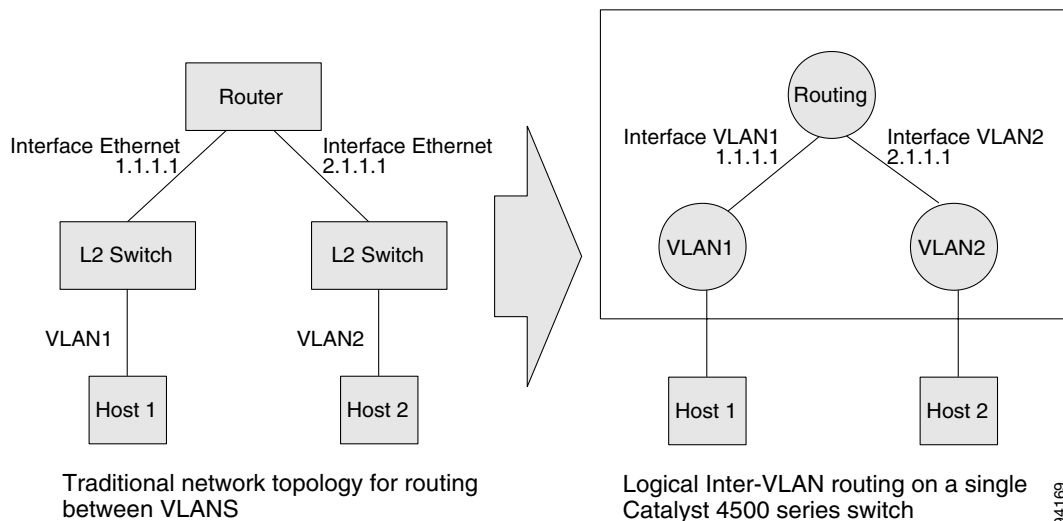 Router
Interface Ethernet
1.1.1.1
Interface Ethernet
2.1.1.1
L2 Switch
L2 Switch
VLAN1
VLAN2
Host 1
Host 2
Traditional network topology for routing
between VLANS
Routing
Interface VLAN1
1.1.1.1
Interface VLAN2
2.1.1.1
VLAN1
VLAN2
Host 1
Host 2
Logical Inter-VLAN routing on a single
Catalyst 4500 series switch